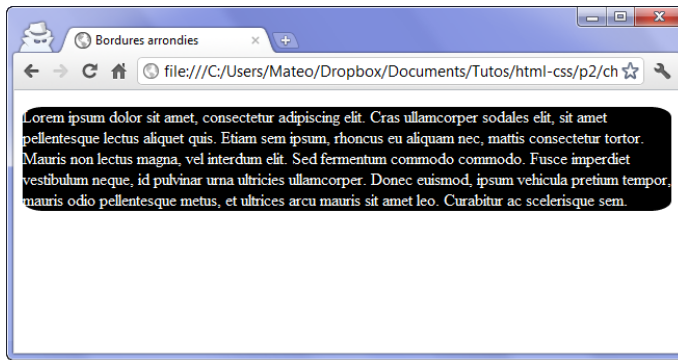 Bordures arrondies
file:///C:/Users/Mateo/Dropbox/Documents/Tutos/html-css/p2/ch
Lorem ipsum dolor sit amet, consectetur adipiscing elit. Cras ullamcorper sodales elit, sit amet
pellentesque lectus aliquet quis. Etiam sem ipsum, rhoncus eu aliquam nec, mattis consectetur tortor.
Mauris non lectus magna, vel interdum elit. Sed fermentum commodo commodo. Fusce imperdiet
vestibulum neque, id pulvinar urna ultricies ullamcorper. Donec euismod, ipsum vehicula pretium tempor,
mauris odio pellentesque metus, et ultrices arcu mauris sit amet leo. Curabitur ac scelerisque sem.